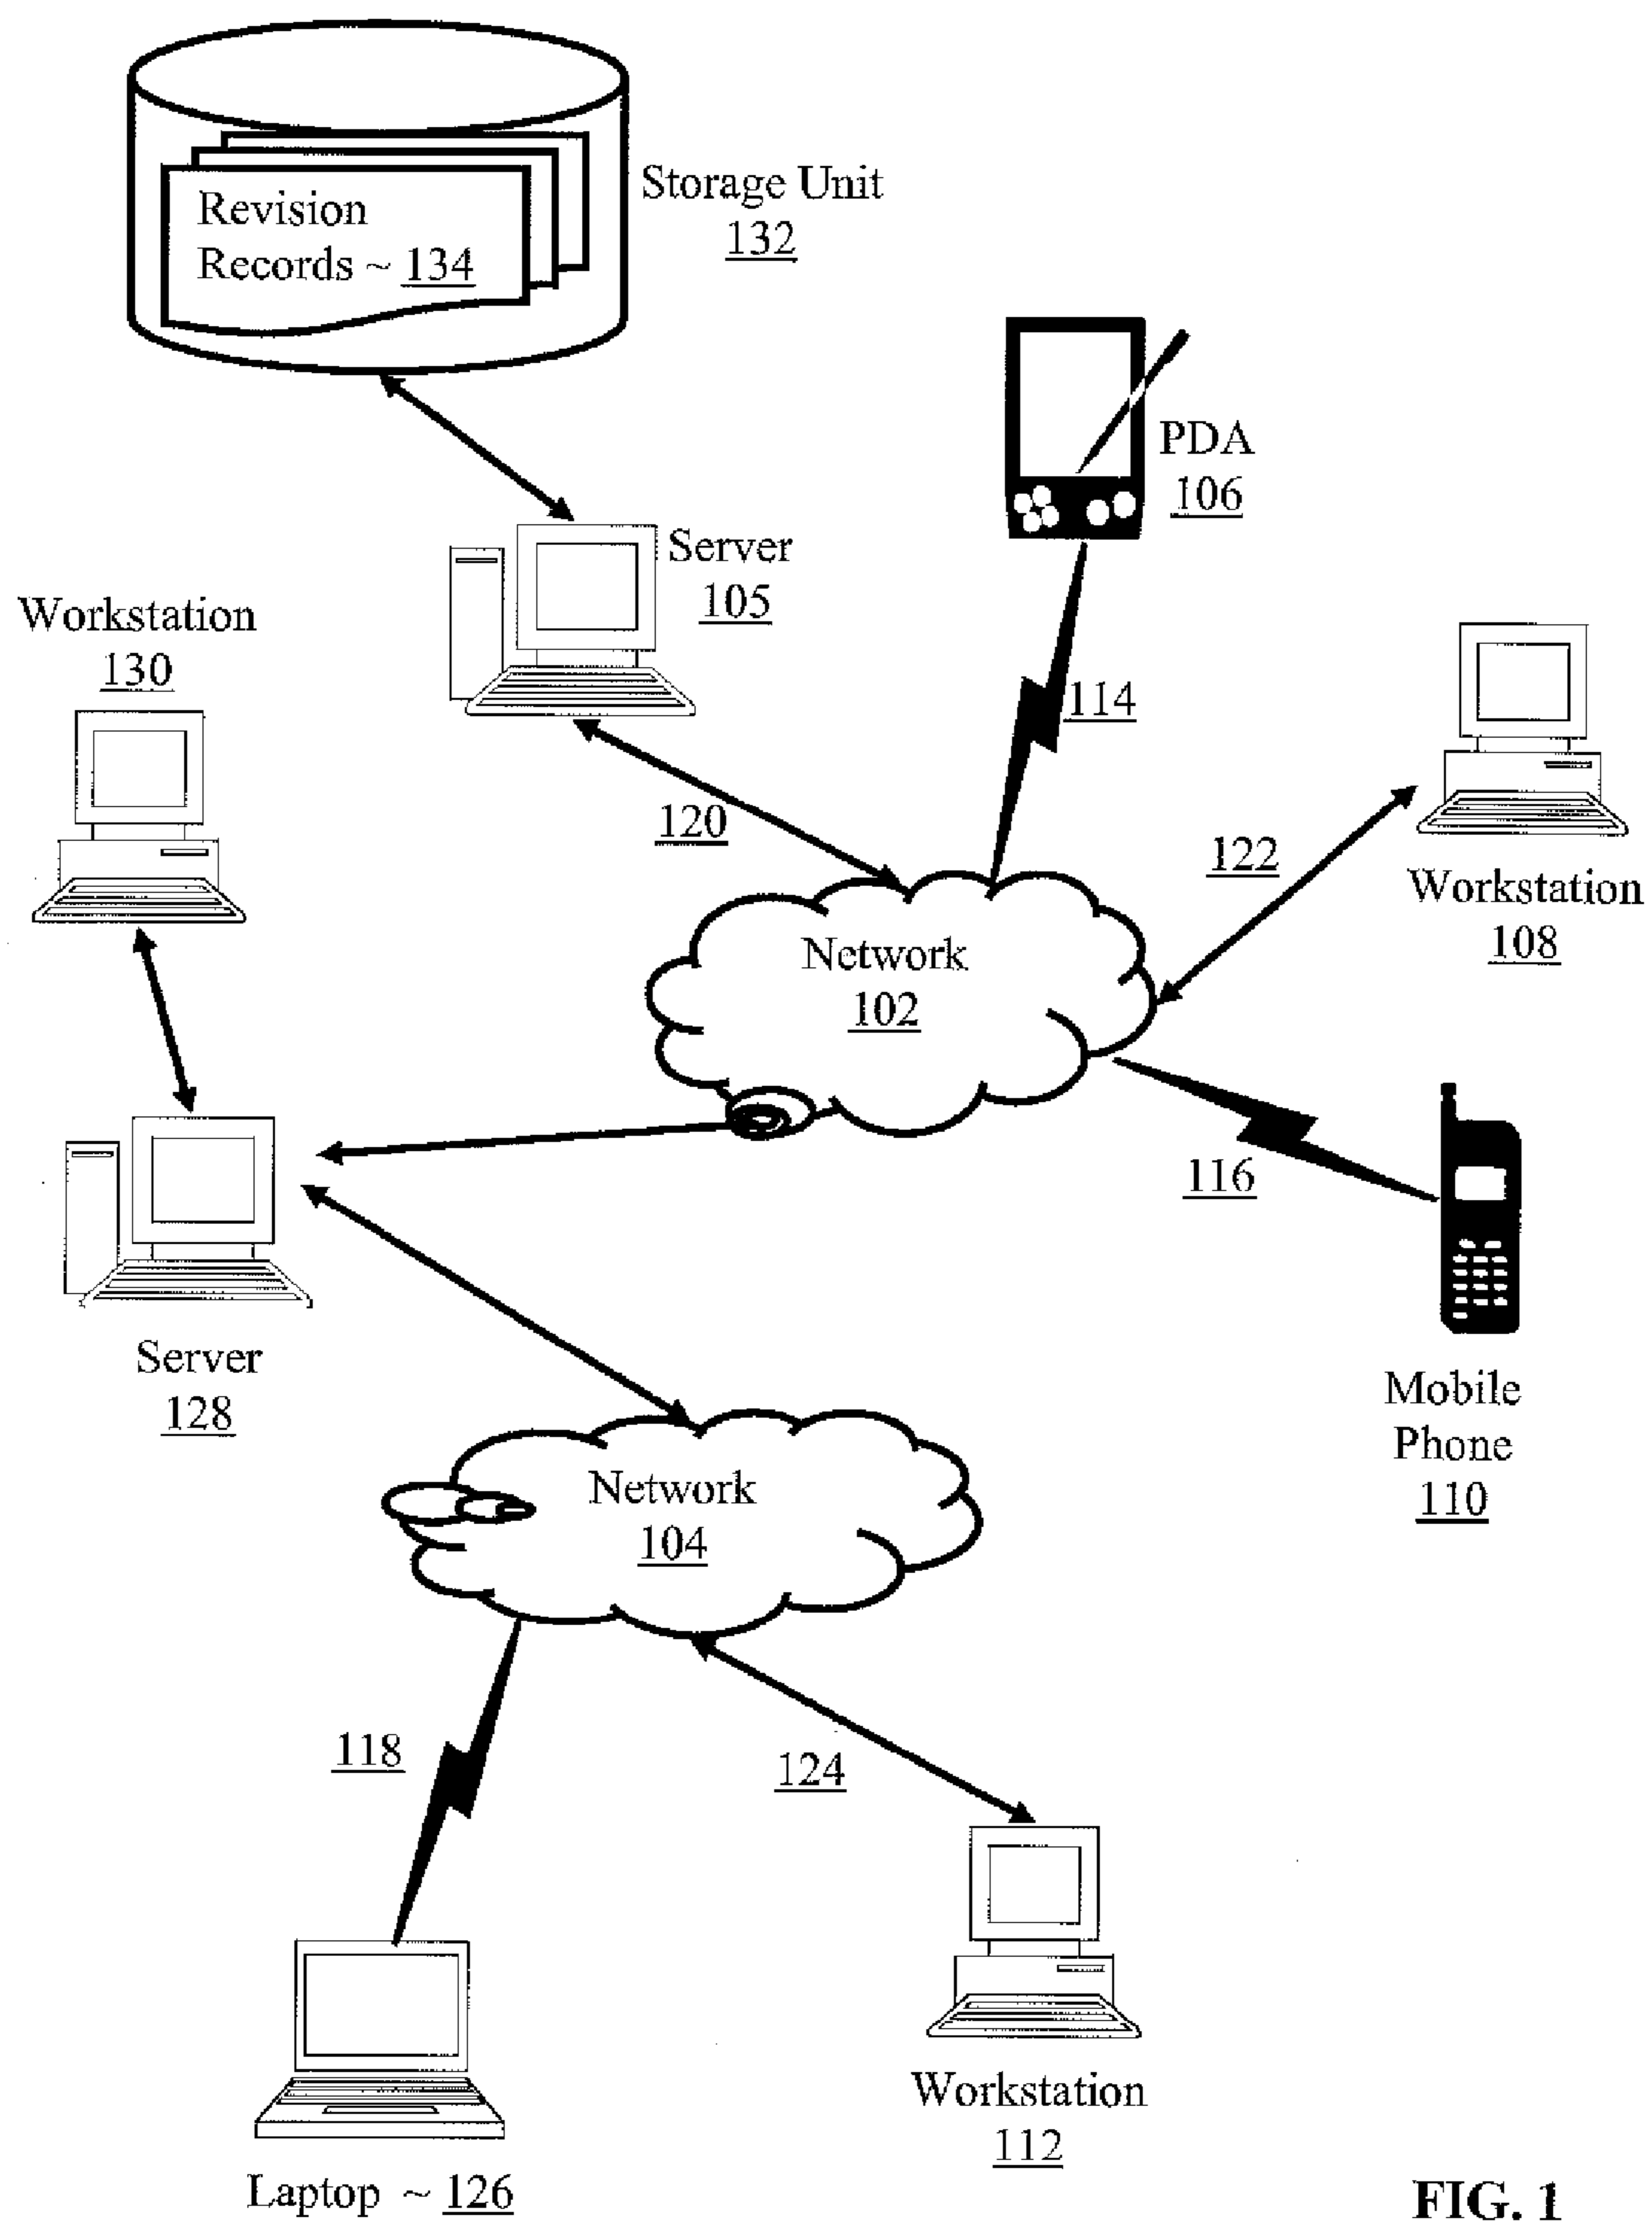 Revision
Records ~ 134
Storage Unit
132
PDA
106
Server
105
Workstation
130
114
120
122
Workstation
108
Network
102
116
Server
128
Mobile
Phone
110
Network
104
118
124
Workstation
112
Laptop ~ 126
FIG. 1